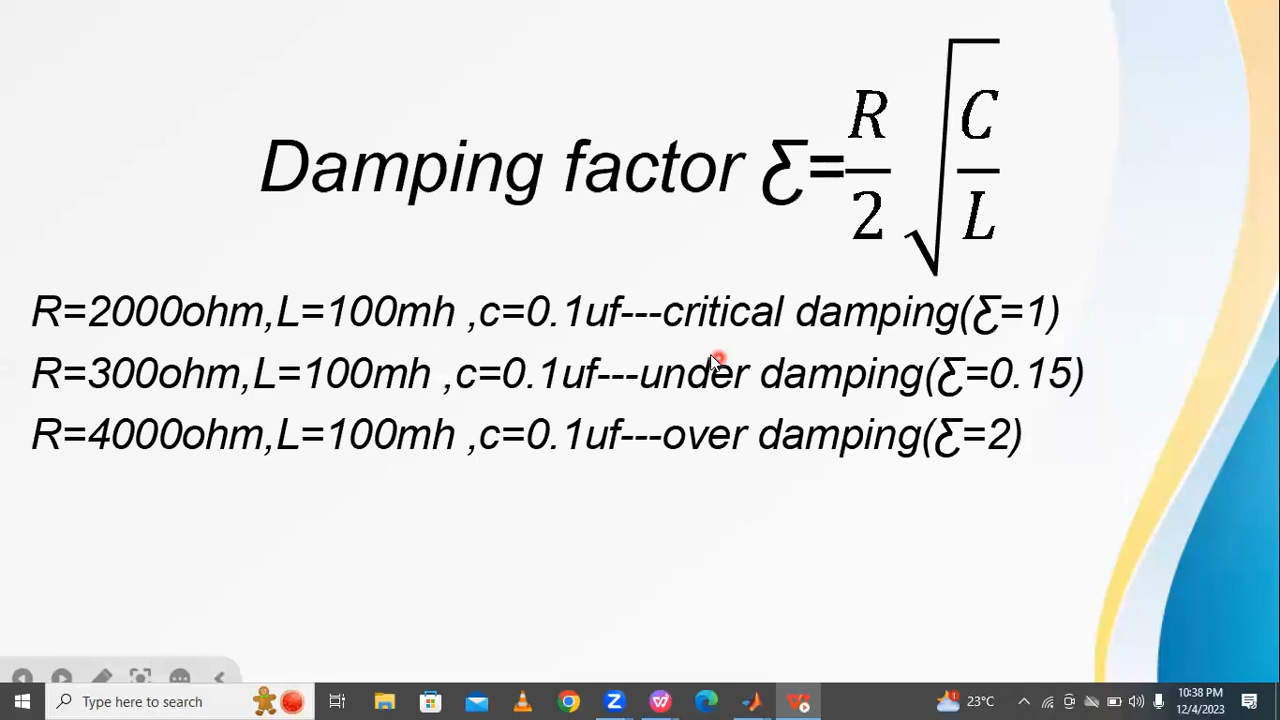 Damping factor Ƹ=R/2 √C/L
R=2000ohm,L=100mh ,c=0.1uf---critical damping(Ƹ=1)
R=300ohm,L=100mh ,c=0.1uf---under damping(Ƹ=0.15)
R=4000ohm,L=100mh ,c=0.1uf---over damping(Ƹ=2)
Type here to search
1
23°C
10:38 PM
12/4/2023